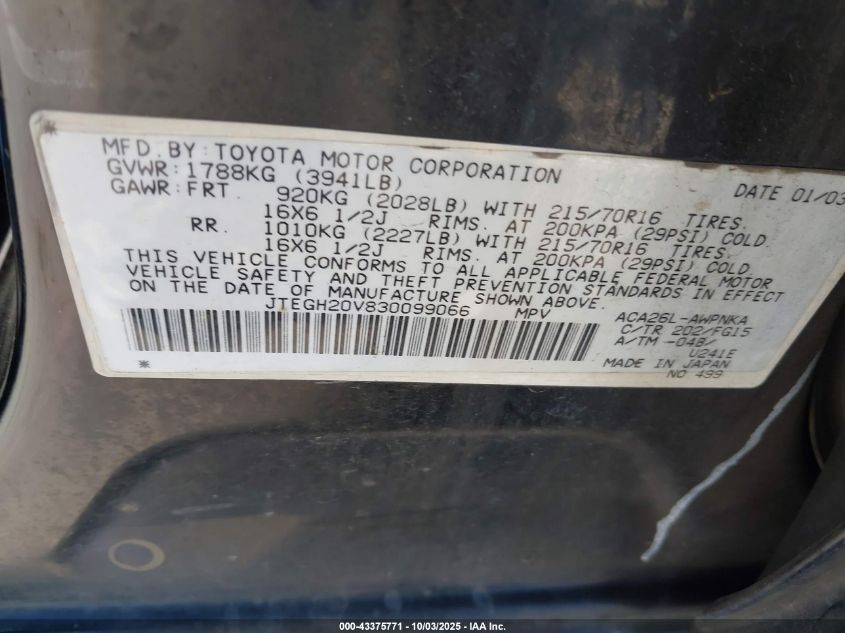 MFD. BY: TOYOTA MOTOR CORPORATION DATE 01/03
GVWR: 1788KG (3941LB)
GAWR: FRT. 920KG (2028LB) WITH 215/70R16 TIRES.
16X6 1/2J RIMS. AT 200KPA (29PSI) COLD.
RR. 1010KG (2227LB) WITH 215/70R16 TIRES.
16X6 1/2J RIMS. AT 200KPA (29PSI) COLD
THIS VEHICLE CONFORMS TO ALL APPLICABLE FEDERAL MOTOR
VEHICLE SAFETY AND THEFT PREVENTION STANDARDS IN EFFECT
ON THE DATE OF MANUFACTURE SHOWN ABOVE.
JTEGH20V830099066 MPV
ACA26L-AWPNKA
C/TR 202/FG15
A/TM -04B/
U241E
MADE IN JAPAN
NO 499
000-43375771 - 10/03/2025 - IAA Inc.